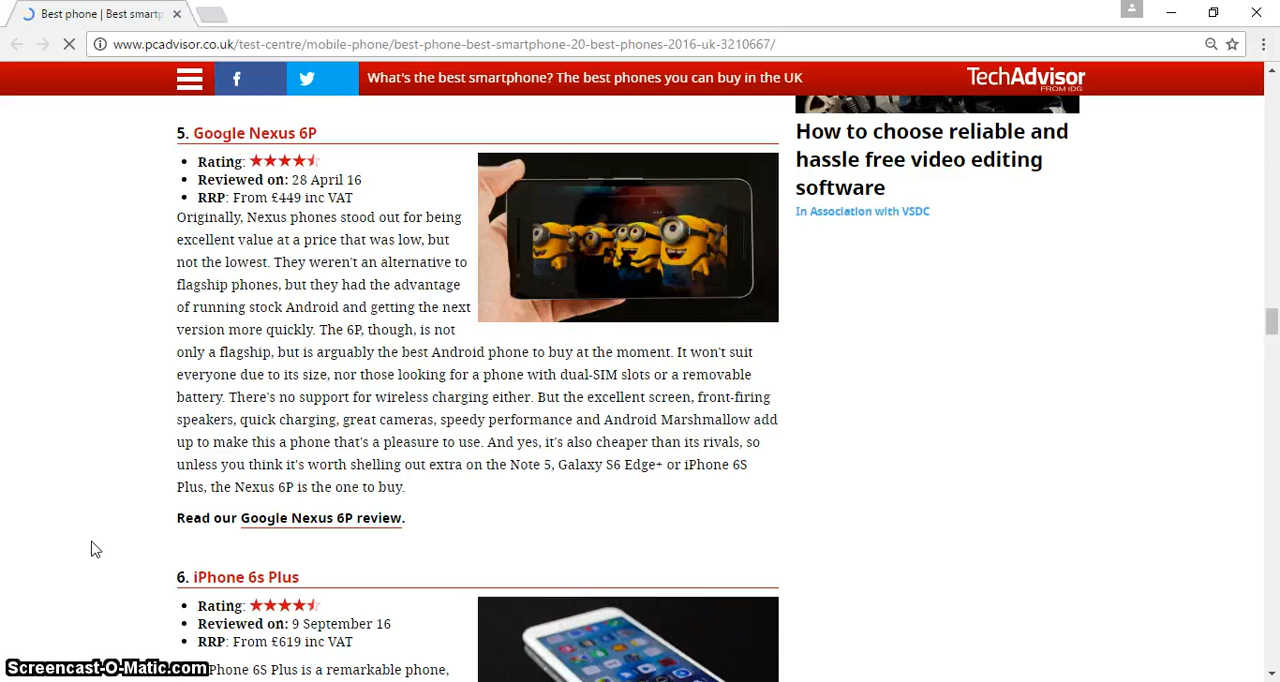 Best phone | Best smartp
www.pcadvisor.co.uk/test-centre/mobile-phone/best-phone-best-smartphone-20-best-phones-2016-uk-3210667/
What's the best smartphone? The best phones you can buy in the UK
TechAdvisor
FROM IDG
5. Google Nexus 6P
Rating:
Reviewed on: 28 April 16
RRP: From £449 inc VAT
Originally, Nexus phones stood out for being
excellent value at a price that was low, but
not the lowest. They weren't an alternative to
flagship phones, but they had the advantage
of running stock Android and getting the next
version more quickly. The 6P, though, is not
only a flagship, but is arguably the best Android phone to buy at the moment. It won't suit
everyone due to its size, nor those looking for a phone with dual-SIM slots or a removable
battery. There's no support for wireless charging either. But the excellent screen, front-firing
speakers, quick charging, great cameras, speedy performance and Android Marshmallow add
up to make this a phone that's a pleasure to use. And yes, it's also cheaper than its rivals, so
unless you think it's worth shelling out extra on the Note 5, Galaxy S6 Edge+ or iPhone 6S
Plus, the Nexus 6P is the one to buy.
Read our Google Nexus 6P review.
6. iPhone 6s Plus
Rating:
Reviewed on: 9 September 16
RRP: From £619 inc VAT
Phone 6S Plus is a remarkable phone,
How to choose reliable and
hassle free video editing
software
In Association with VSDC
Screencast-O-Matic.com